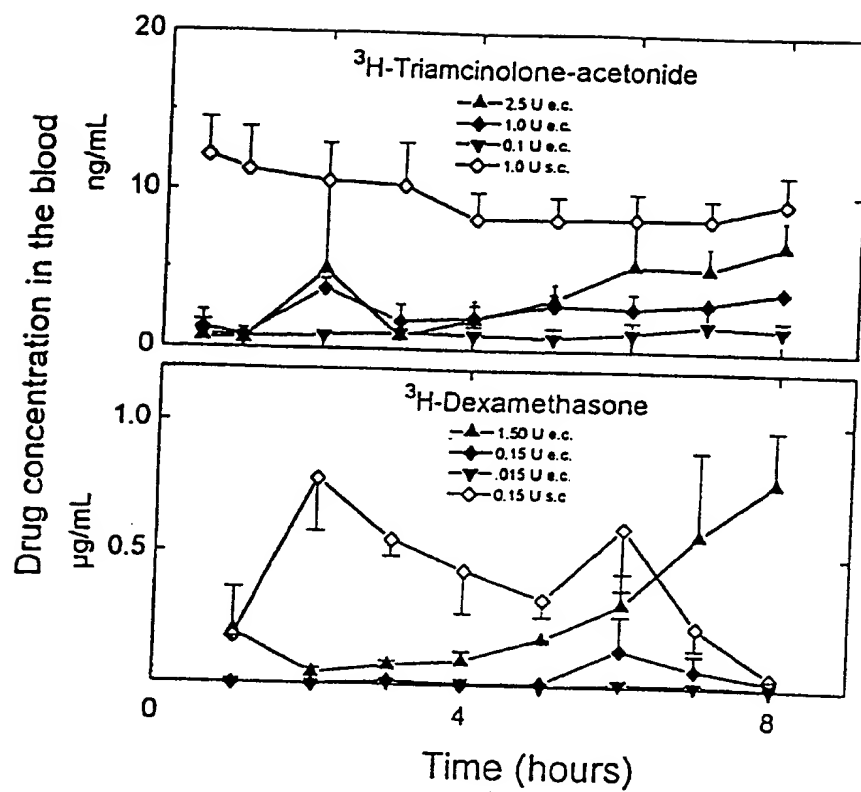 20
³H-Triamcinolone-acetonide
2.5 U e.c.
1.0 U e.c.
0.1 U e.c.
1.0 U s.c.
10
0
Drug concentration in the blood
ng/mL
³H-Dexamethasone
1.50 U e.c.
0.15 U e.c.
.015 U e.c.
0.15 U s.c
1.0
0.5
µg/mL
0
4
8
Time (hours)